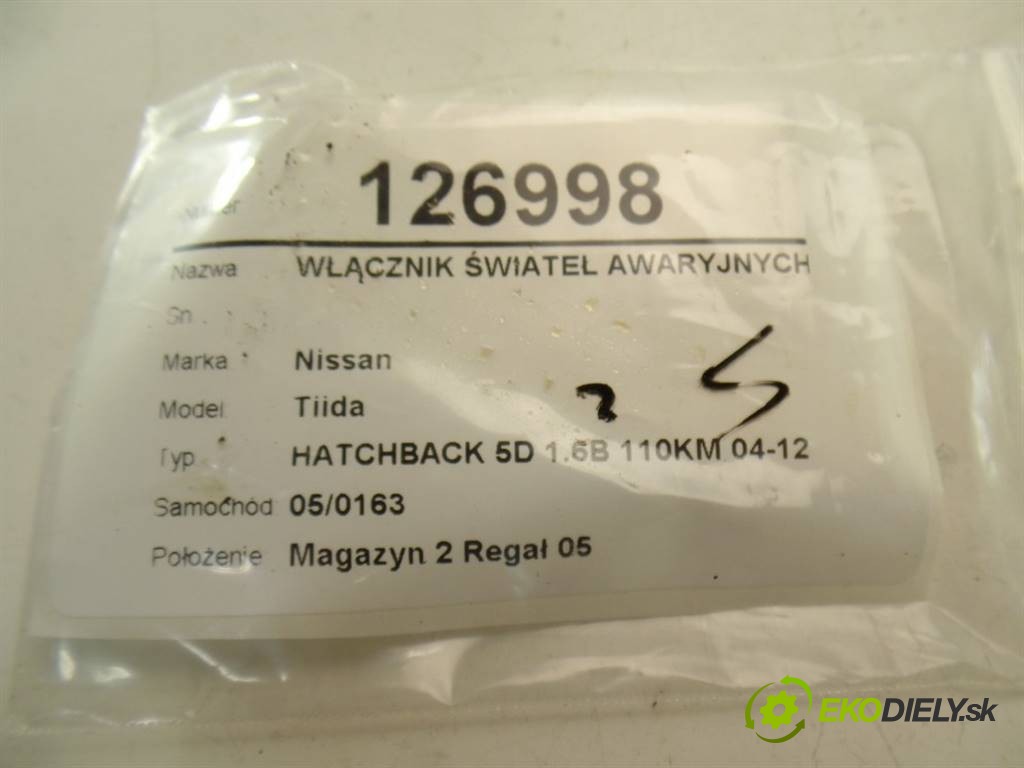 126998
Nazwa WŁĄCZNIK ŚWIATEŁ AWARYJNYCH
Sn
Marka Nissan
Model Tiida
Typ HATCHBACK 5D 1.6B 110KM 04-12
Samochód 05/0163
Położenie Magazyn 2 Regał 05
EKODIELY.sk